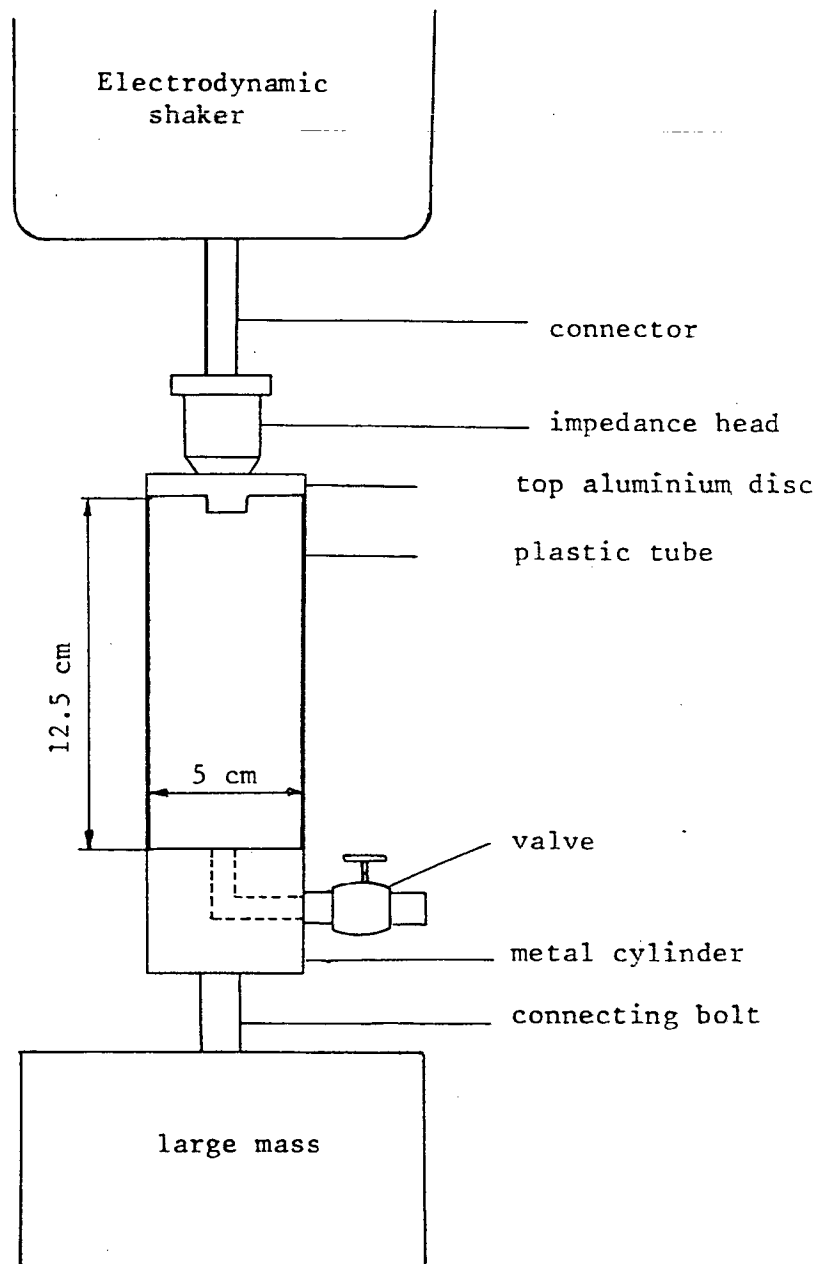 Electrodynamic
shaker
connector
impedance head
top aluminium disc
plastic tube
12.5 cm
5 cm
valve
metal cylinder
connecting bolt
large mass